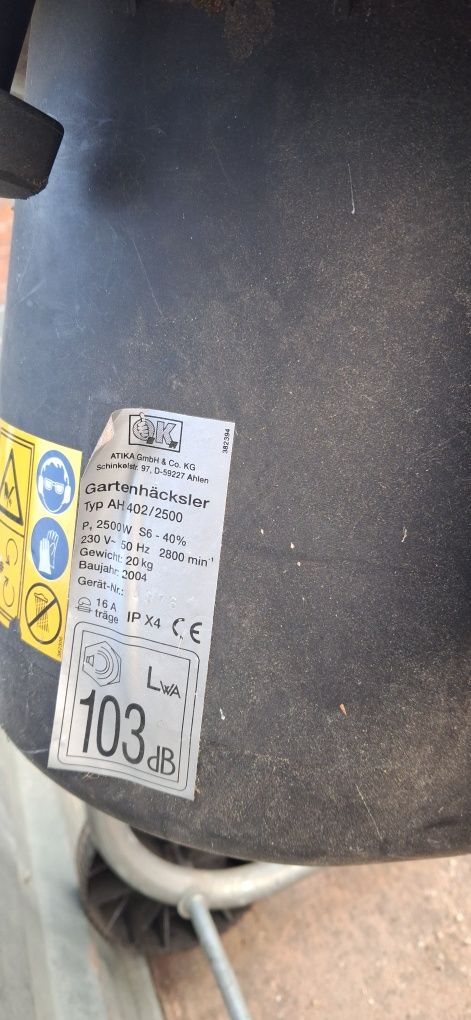 OK.
ATIKA GmbH & Co. KG
Schinkelstr. 97, D-59227 Ahlen
382394
Gartenhäcksler
Typ AH 402/2500
P₁ 2500W S6 - 40%
230 V~ 50 Hz 2800 min⁻¹
Gewicht: 20 kg
Baujahr: 2004
Gerät-Nr.:
16 A
träge
IP X4 CE
LWA
103 dB